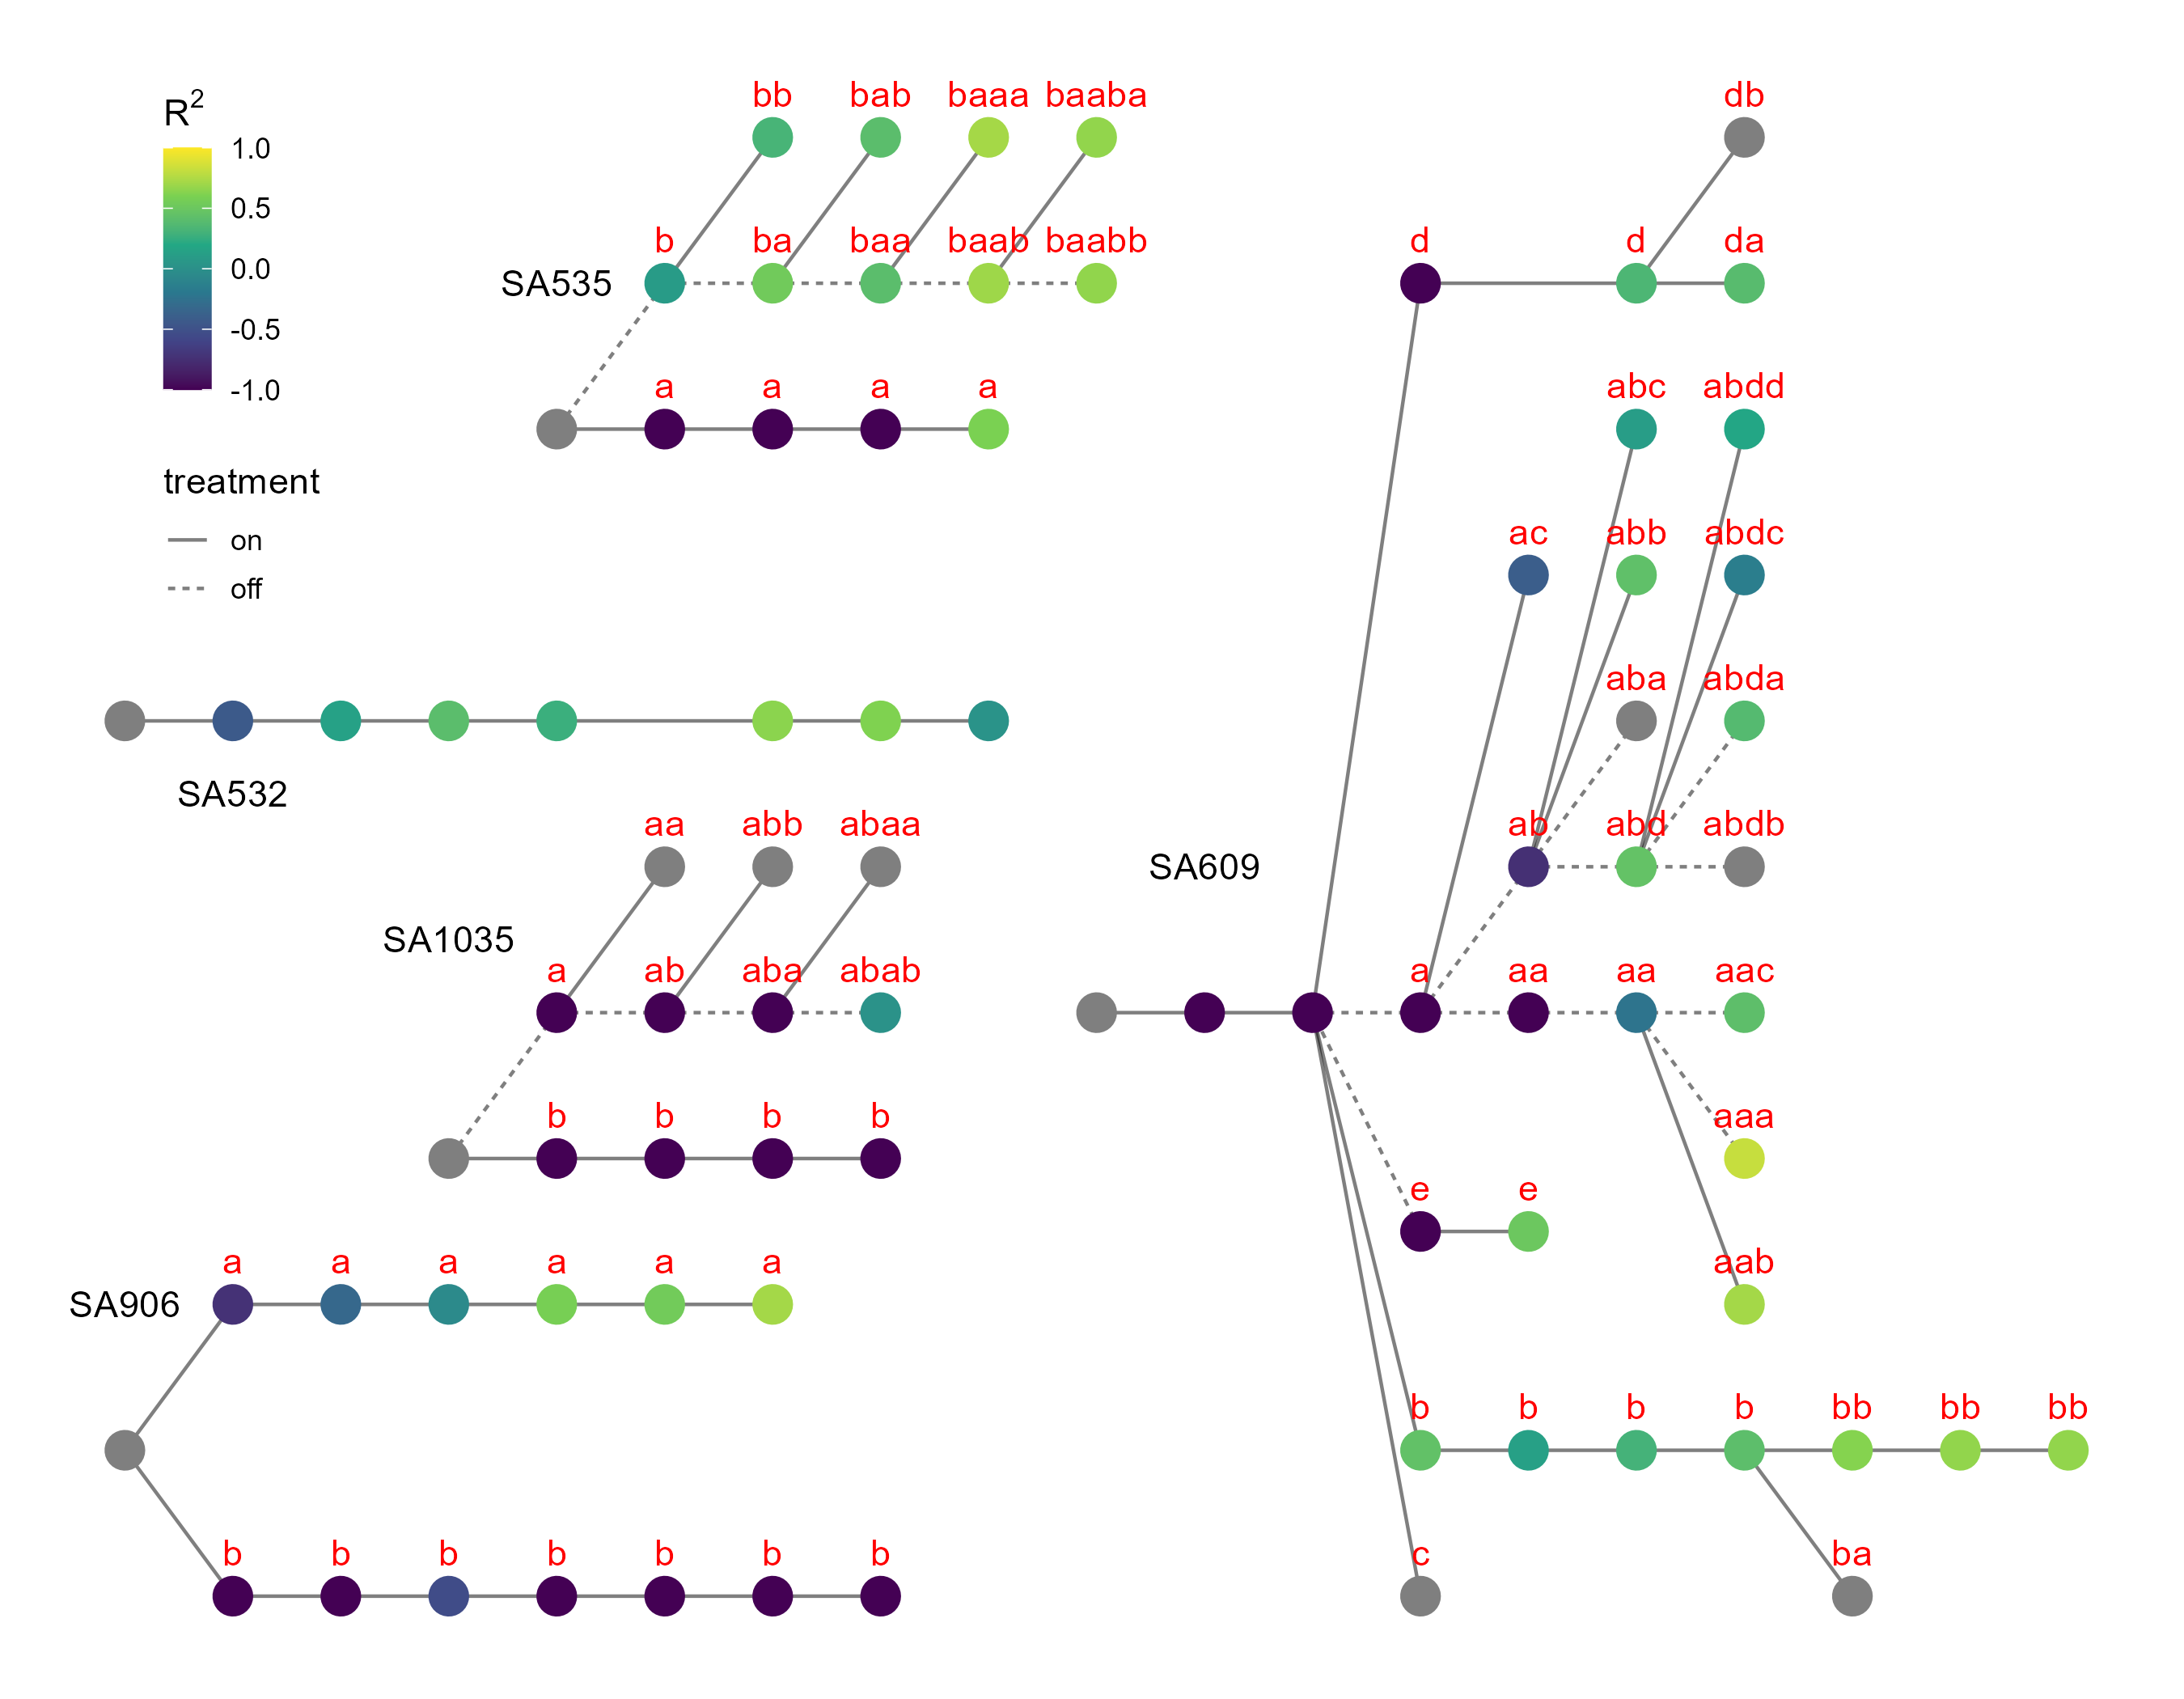 R2
1.0
0.5
0.0
-0.5
-1.0
treatment
on
off
bb bab baaa baaba
SA535 b ba baa baab baabb
a a a a
SA532
aa abb abaa
SA1035 a ab aba abab
b b b b
SA906 a a a a a a
b b b b b b b
db
d d da
abc abdd
ac abb abdc
aba abda
SA609 ab abd abdb
a aa aa aac
aaa
e e
aab
b b b b bb bb bb
c ba